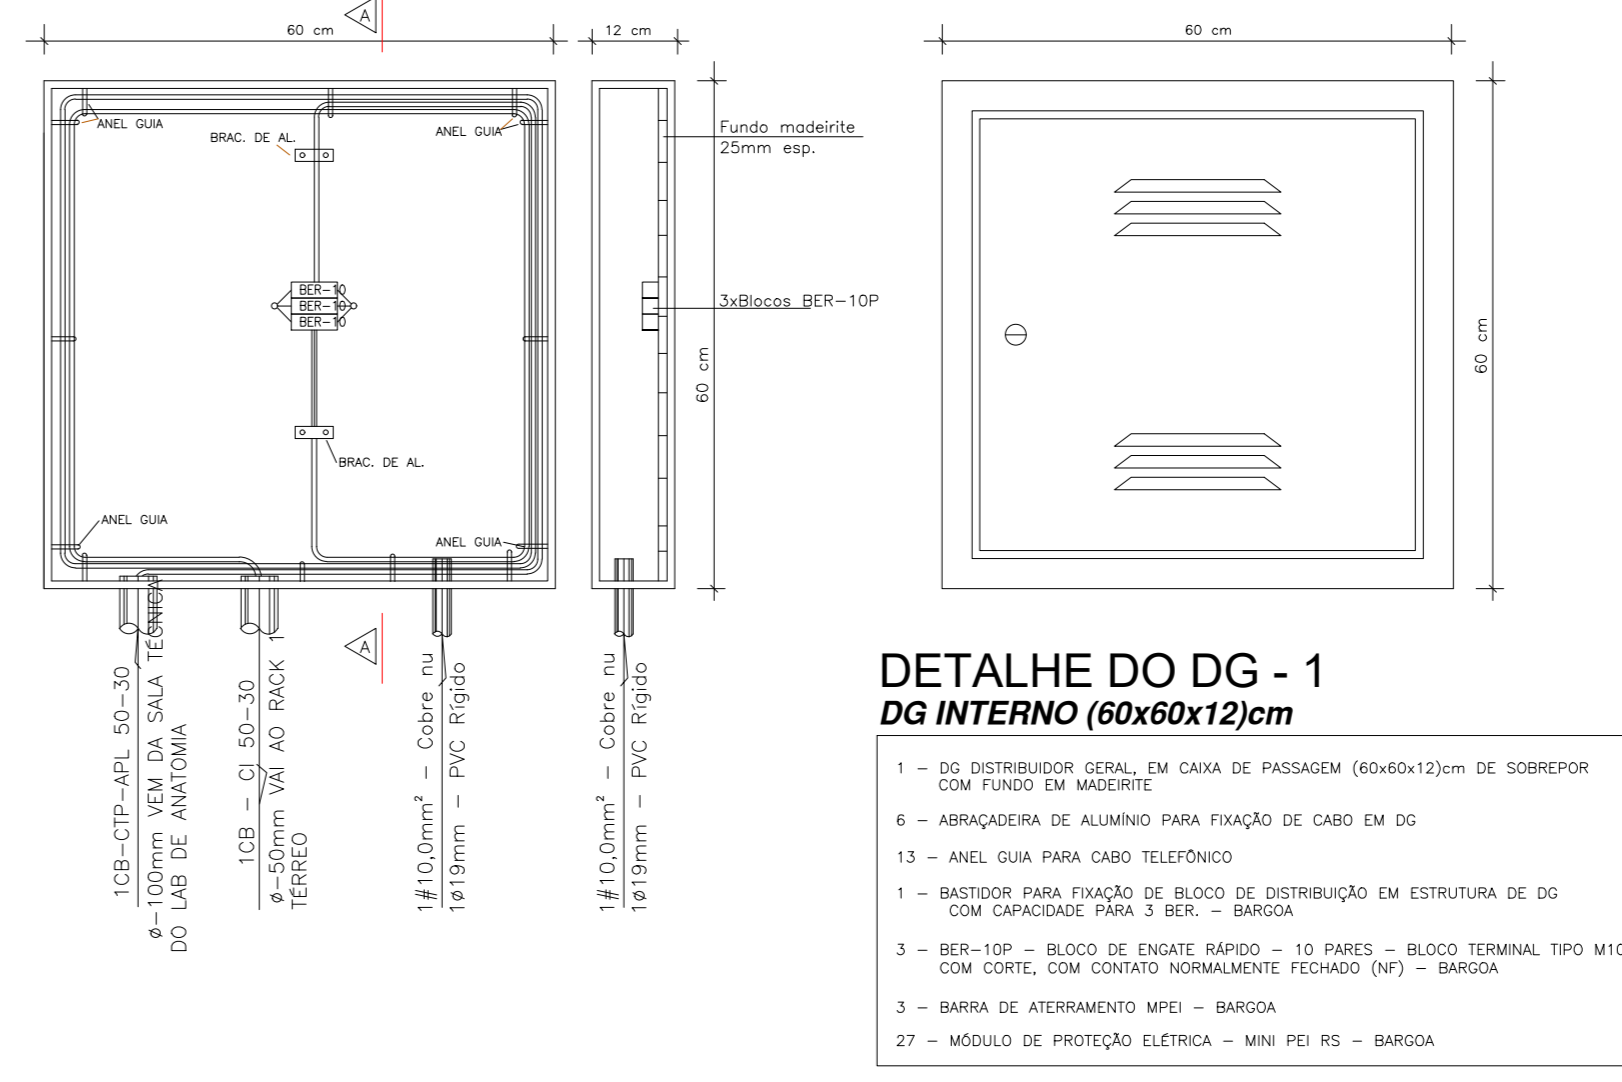 60 cm
A
12 cm
60 cm
ANEL GUIA
BRAC. DE AL.
ANEL GUIA
Fundo madeirite
25mm esp.
BER-10
BER-10
BER-10
3xBlocos BER-10P
60 cm
60 cm
BRAC. DE AL.
ANEL GUIA
ANEL GUIA
A
1CB-CTP-APL 50-30
ø-100mm VEM DA SALA TÉCNICA
DO LAB DE ANATOMIA
1CB - CI 50-30
ø-50mm VAI AO RACK 1
TÉRREO
1#10,0mm² - Cobre nu
1ø19mm - PVC Rígido
1#10,0mm² - Cobre nu
1ø19mm - PVC Rígido
DETALHE DO DG - 1
DG INTERNO (60x60x12)cm
1 - DG DISTRIBUIDOR GERAL, EM CAIXA DE PASSAGEM (60x60x12)cm DE SOBREPOR
COM FUNDO EM MADEIRITE
6 - ABRAÇADEIRA DE ALUMÍNIO PARA FIXAÇÃO DE CABO EM DG
13 - ANEL GUIA PARA CABO TELEFÔNICO
1 - BASTIDOR PARA FIXAÇÃO DE BLOCO DE DISTRIBUIÇÃO EM ESTRUTURA DE DG
COM CAPACIDADE PARA 3 BER. - BARGOA
3 - BER-10P - BLOCO DE ENGATE RÁPIDO - 10 PARES - BLOCO TERMINAL TIPO M10
COM CORTE, COM CONTATO NORMALMENTE FECHADO (NF) - BARGOA
3 - BARRA DE ATERRAMENTO MPEI - BARGOA
27 - MÓDULO DE PROTEÇÃO ELÉTRICA - MINI PEI RS - BARGOA